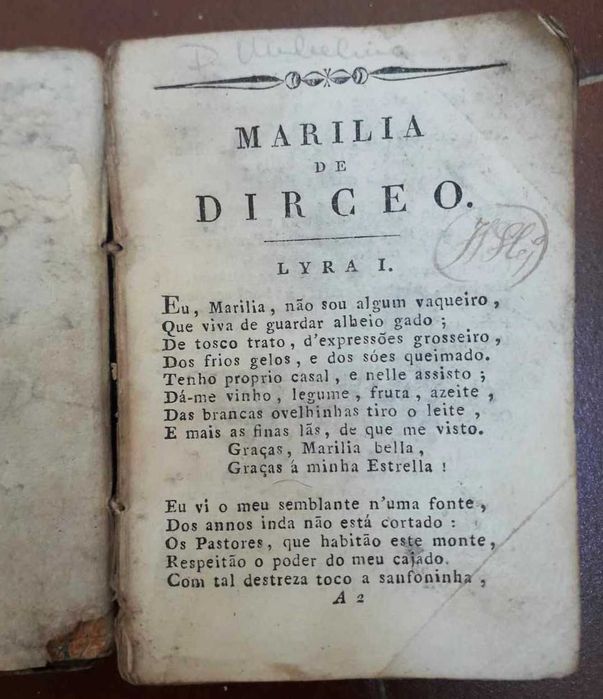 MARILIA
DE
DIRCEO.
LYRA I.
Eu, Marilia, não sou algum vaqueiro,
Que viva de guardar alheio gado;
De tosco trato, d'expressões grosseiro,
Dos frios gelos, e dos sóes queimado.
Tenho proprio casal, e nelle assisto;
Dá-me vinho, legume, fruta, azeite,
Das brancas ovelhinhas tiro o leite,
E mais as finas lãs, de que me visto.
Graças, Marilia bella,
Graças á minha Estrella!
Eu vi o meu semblante n'uma fonte,
Dos annos inda não está cortado:
Os Pastores, que habitão este monte,
Respeitão o poder do meu cajado.
Com tal destreza toco a sanfoninha,
A 2